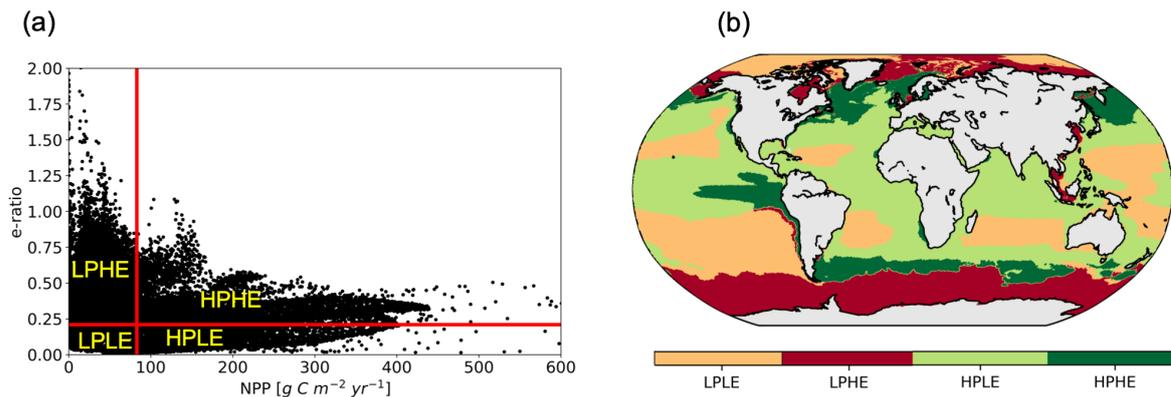 (a)
(b)
2.00
1.75
1.50
1.25
1.00
0.75
0.50
0.25
0.00
e-ratio
LPHE
HPHE
LPLE
HPLE
0 100 200 300 400 500 600
NPP [g C m⁻² yr⁻¹]
LPLE LPHE HPLE HPHE